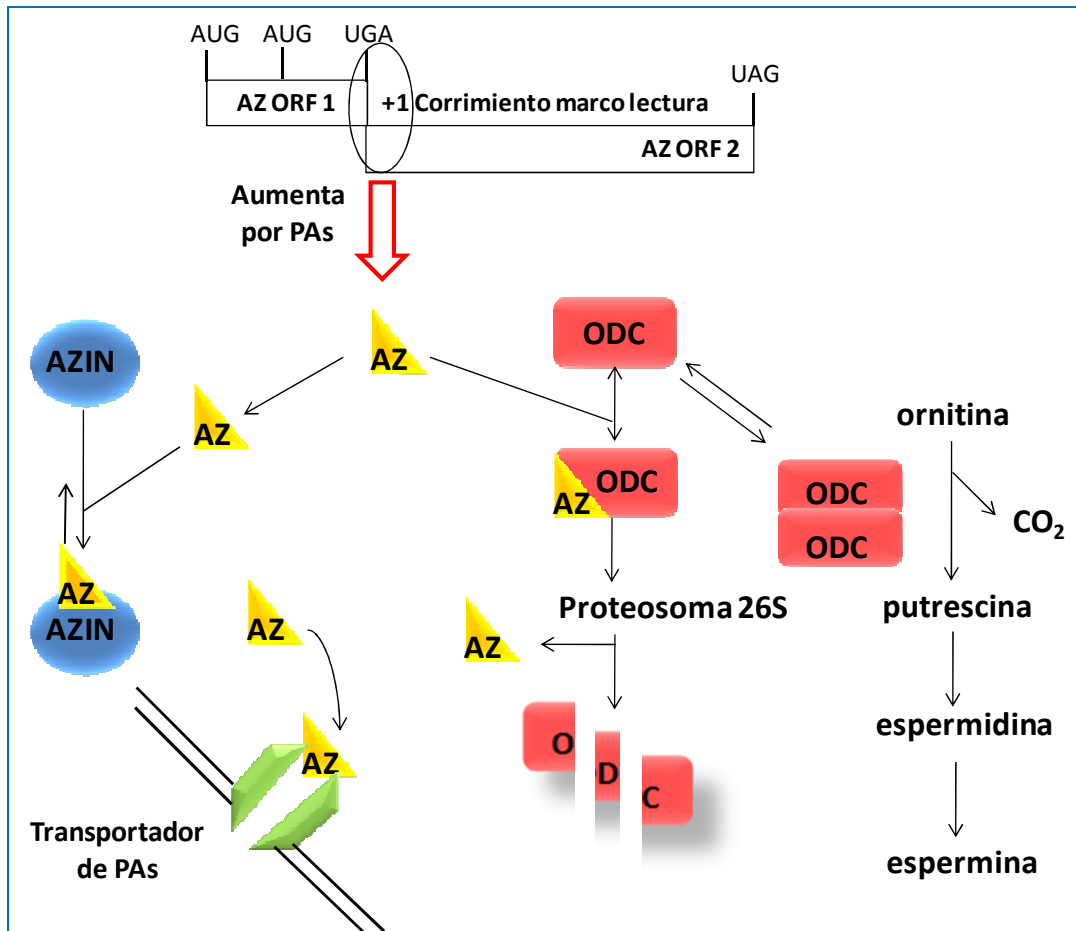 AUG AUG UGA
UAG
AZ ORF 1 +1 Corrimiento marco lectura
AZ ORF 2
Aumenta
por PAs
AZIN
AZ
ODC
AZ
ornitina
AZ ODC
ODC
ODC
CO₂
AZ
AZIN
AZ
AZ
Proteosoma 26S
putrescina
AZ
O
D
C
espermidina
Transportador
de PAs
espermina